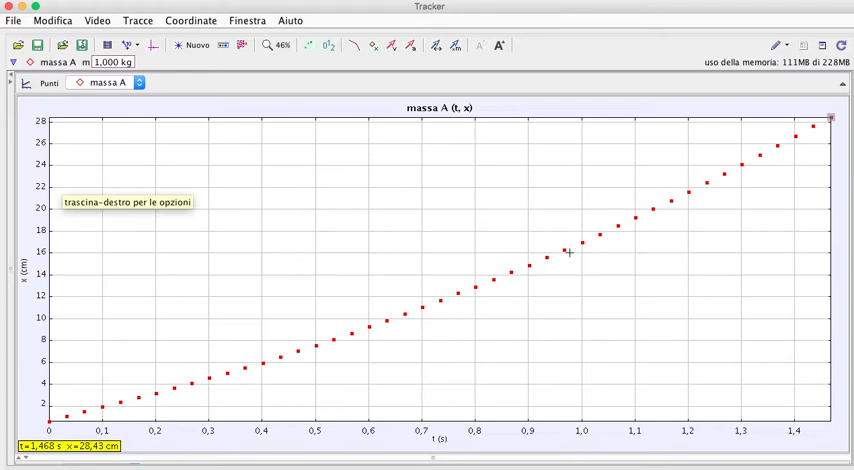 Tracker
File Modifica Video Tracce Coordinate Finestra Aiuto
Nuovo 46%
massa A m 1,000 kg uso della memoria: 111MB di 228MB
Punti massa A
massa A (t, x)
28
26
24
22
trascina-destro per le opzioni
20
18
16
x (cm)
14
12
10
8
6
4
2
0 0,1 0,2 0,3 0,4 0,5 0,6 0,7 0,8 0,9 1,0 1,1 1,2 1,3 1,4
t (s)
t=1,468 s x=28,43 cm